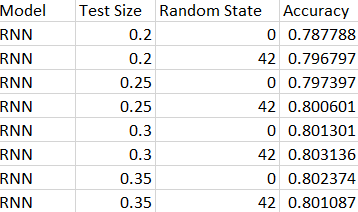 Model Test Size Random State Accuracy
RNN 0.2 0 0.787788
RNN 0.2 42 0.796797
RNN 0.25 0 0.797397
RNN 0.25 42 0.800601
RNN 0.3 0 0.801301
RNN 0.3 42 0.803136
RNN 0.35 0 0.802374
RNN 0.35 42 0.801087